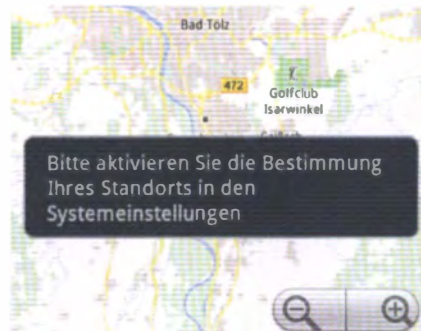 Bad Tölz
472
Golfclub
Isarwinkel
Bitte aktivieren Sie die Bestimmung
Ihres Standorts in den
Systemeinstellungen